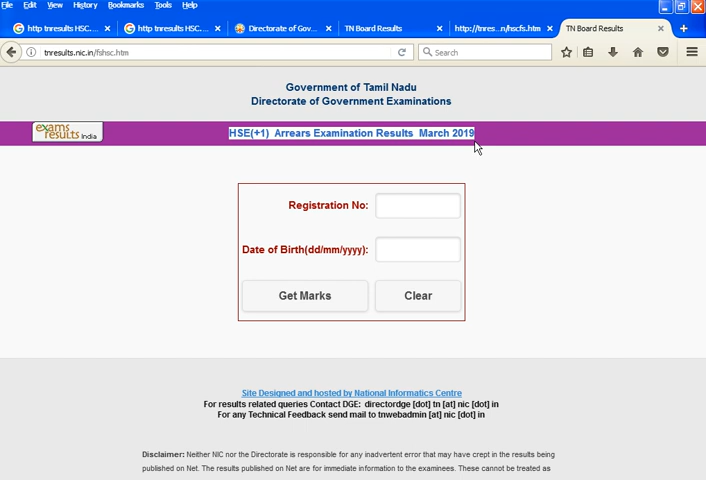 File Edit View History Bookmarks Tools Help
http tnresults HSC.... http tnresults HSC.... Directorate of Gov... TN Board Results http://tnres...n/hscfs.htm TN Board Results
tnresults.nic.in/fshsc.htm Search
Government of Tamil Nadu
Directorate of Government Examinations
exams results India
HSE(+1) Arrears Examination Results March 2019
Registration No:
Date of Birth(dd/mm/yyyy):
Get Marks Clear
Site Designed and hosted by National Informatics Centre
For results related queries Contact DGE: directordge [dot] tn [at] nic [dot] in
For any Technical Feedback send mail to tnwebadmin [at] nic [dot] in
Disclaimer: Neither NIC nor the Directorate is responsible for any inadvertent error that may have crept in the results being
published on Net. The results published on Net are for immediate information to the examinees. These cannot be treated as